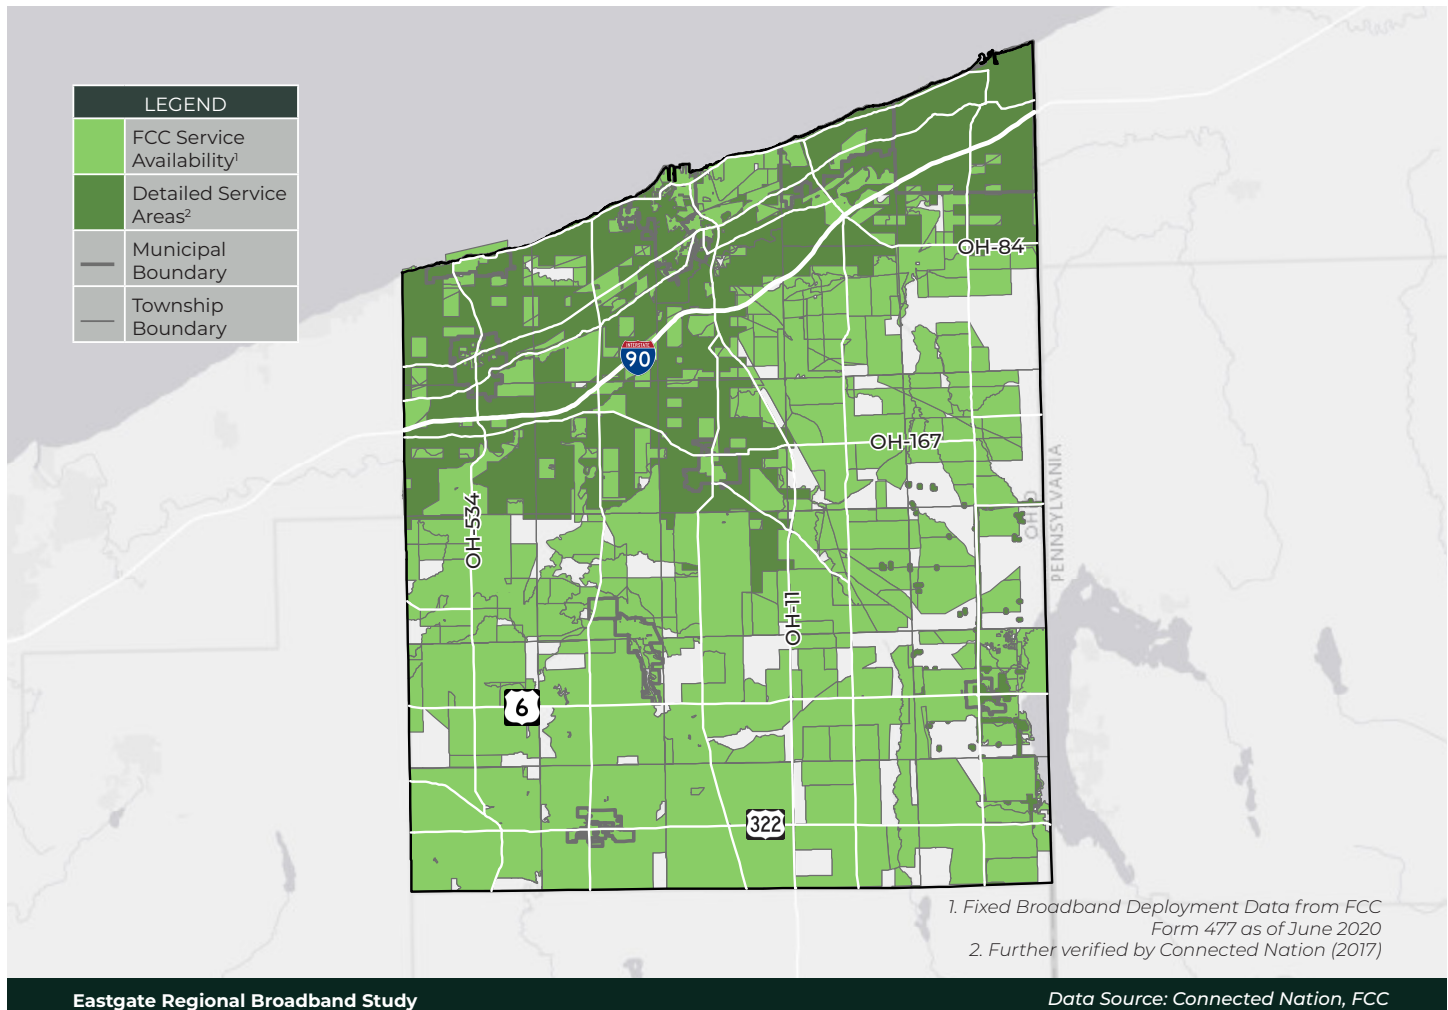 LEGEND
FCC Service
Availability¹
Detailed Service
Areas²
Municipal
Boundary
Township
Boundary
OH-84
INTERSTATE
90
OH-167
OH-534
OHIO
PENNSYLVANIA
OH-11
6
322
1. Fixed Broadband Deployment Data from FCC
Form 477 as of June 2020
2. Further verified by Connected Nation (2017)
Eastgate Regional Broadband Study
Data Source: Connected Nation, FCC